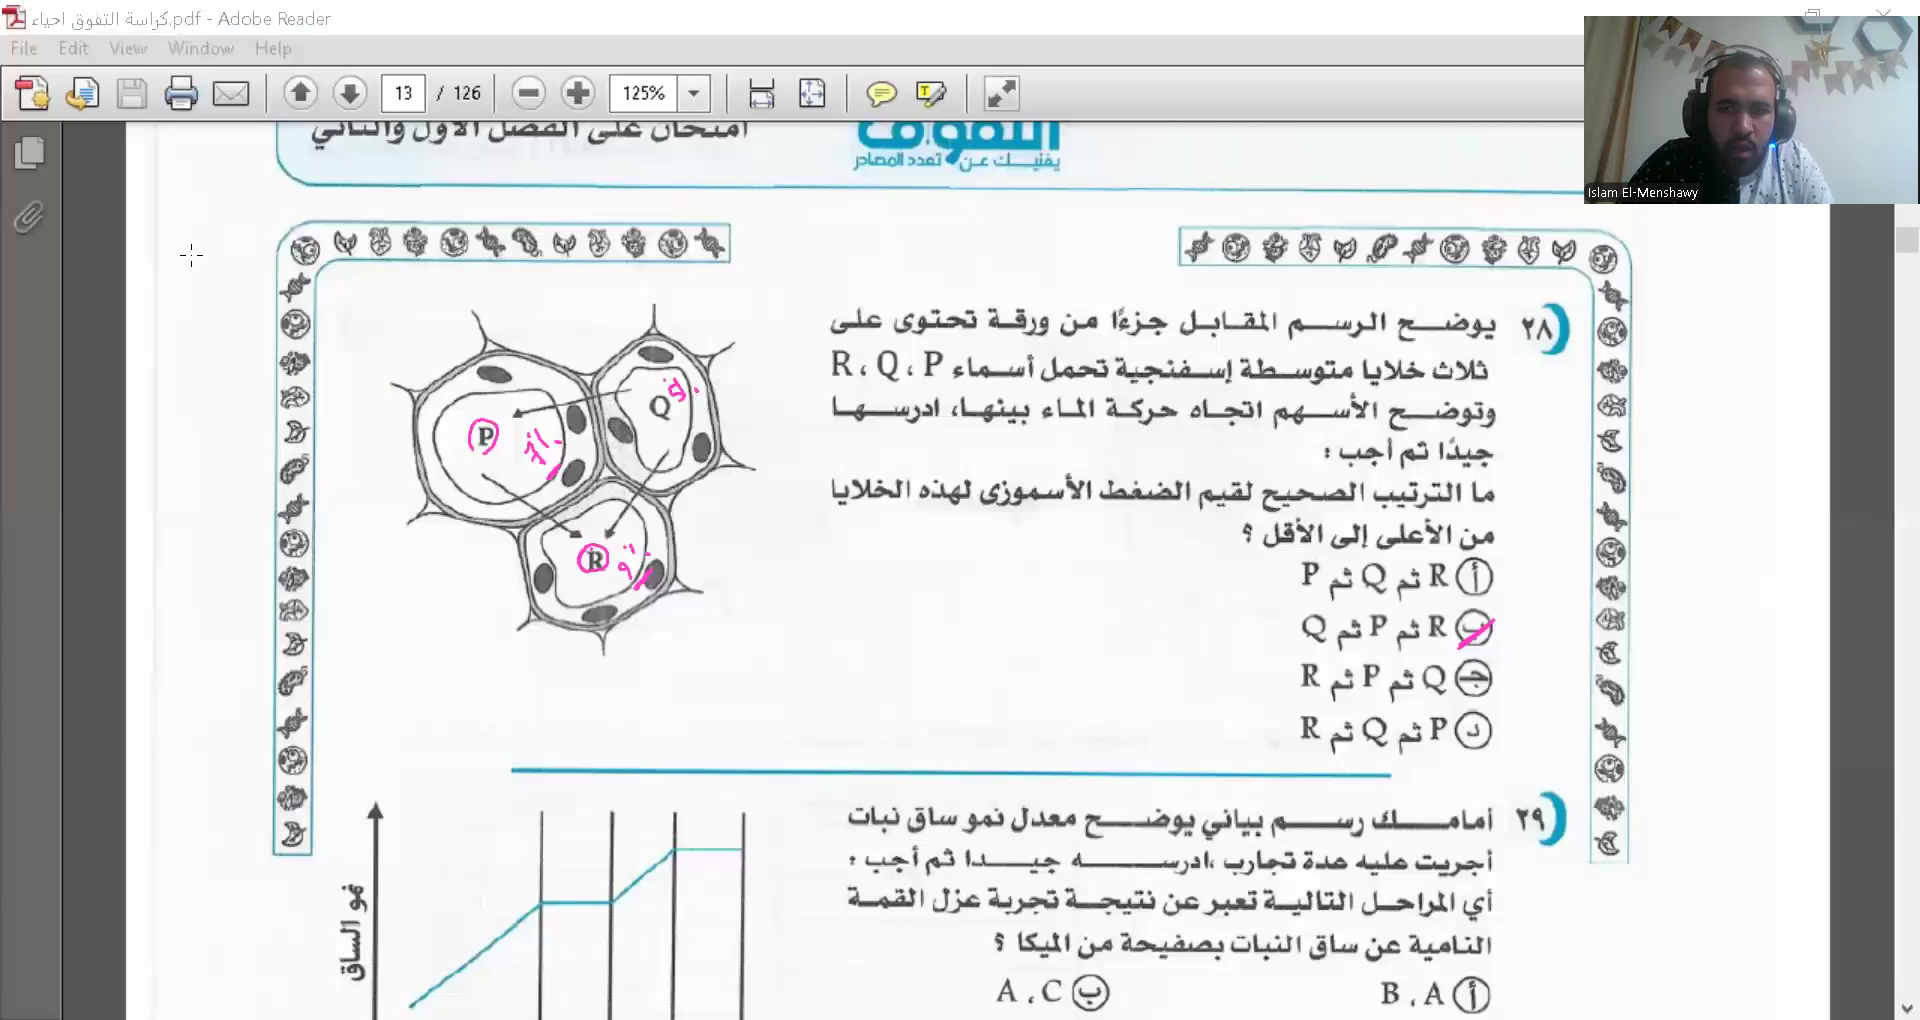 كراسة التفوق احياء.pdf - Adobe Reader
File Edit View Window Help
13 / 126
125%
Islam El-Menshawy
امتحان على الفصل الأول والثاني
التفوق
يغنيك عن تعدد المصادر
٢٨
يوضح الرسم المقابل جزءًا من ورقة تحتوى على
ثلاث خلايا متوسطة إسفنجية تحمل أسماء R ، Q ، P
وتوضح الأسهم اتجاه حركة الماء بينها، ادرسها
جيدًا ثم أجب :
ما الترتيب الصحيح لقيم الضغط الأسموزى لهذه الخلايا
من الأعلى إلى الأقل ؟
أ R ثم Q ثم P
ب R ثم P ثم Q
جـ Q ثم P ثم R
د P ثم Q ثم R
Q
P
R
٢٩
أمامك رسم بياني يوضح معدل نمو ساق نبات
أجريت عليه عدة تجارب ،ادرسه جيدا ثم أجب :
أي المراحل التالية تعبر عن نتيجة تجربة عزل القمة
النامية عن ساق النبات بصفيحة من الميكا ؟
أ B ، A
ب A ، C
نمو الساق